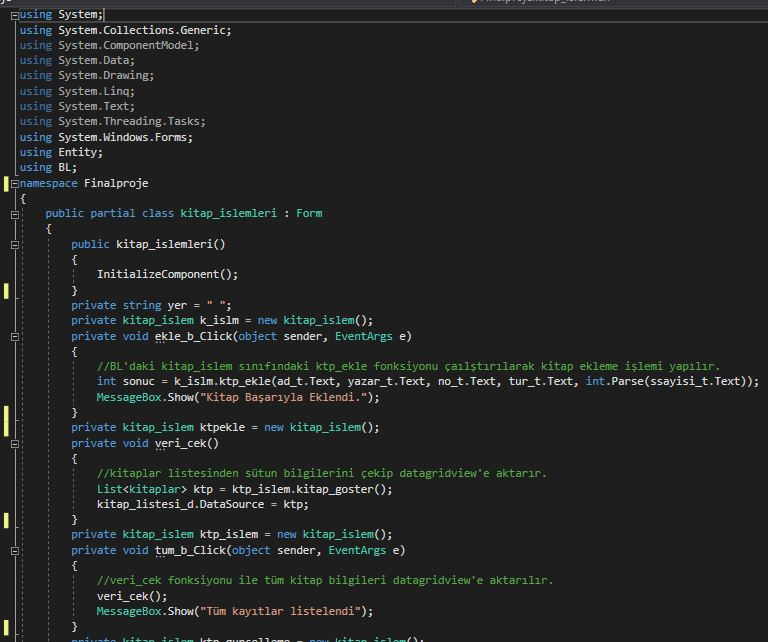 using System;
using System.Collections.Generic;
using System.ComponentModel;
using System.Data;
using System.Drawing;
using System.Linq;
using System.Text;
using System.Threading.Tasks;
using System.Windows.Forms;
using Entity;
using BL;
namespace Finalproje
{
public partial class kitap_islemleri : Form
{
public kitap_islemleri()
{
InitializeComponent();
}
private string yer = " ";
private kitap_islem k_islm = new kitap_islem();
private void ekle_b_Click(object sender, EventArgs e)
{
//BL'daki kitap_islem sınıfındaki ktp_ekle fonksiyonu çaılştırılarak kitap ekleme işlemi yapılır.
int sonuc = k_islm.ktp_ekle(ad_t.Text, yazar_t.Text, no_t.Text, tur_t.Text, int.Parse(ssayisi_t.Text));
MessageBox.Show("Kitap Başarıyla Eklendi.");
}
private kitap_islem ktpekle = new kitap_islem();
private void veri_cek()
{
//kitaplar listesinden sütun bilgilerini çekip datagridview'e aktarır.
List<kitaplar> ktp = ktp_islem.kitap_goster();
kitap_listesi_d.DataSource = ktp;
}
private kitap_islem ktp_islem = new kitap_islem();
private void tum_b_Click(object sender, EventArgs e)
{
//veri_cek fonksiyonu ile tüm kitap bilgileri datagridview'e aktarılır.
veri_cek();
MessageBox.Show("Tüm kayıtlar listelendi");
}
private kitap_islem ktp_guncelleme = new kitap_islem();